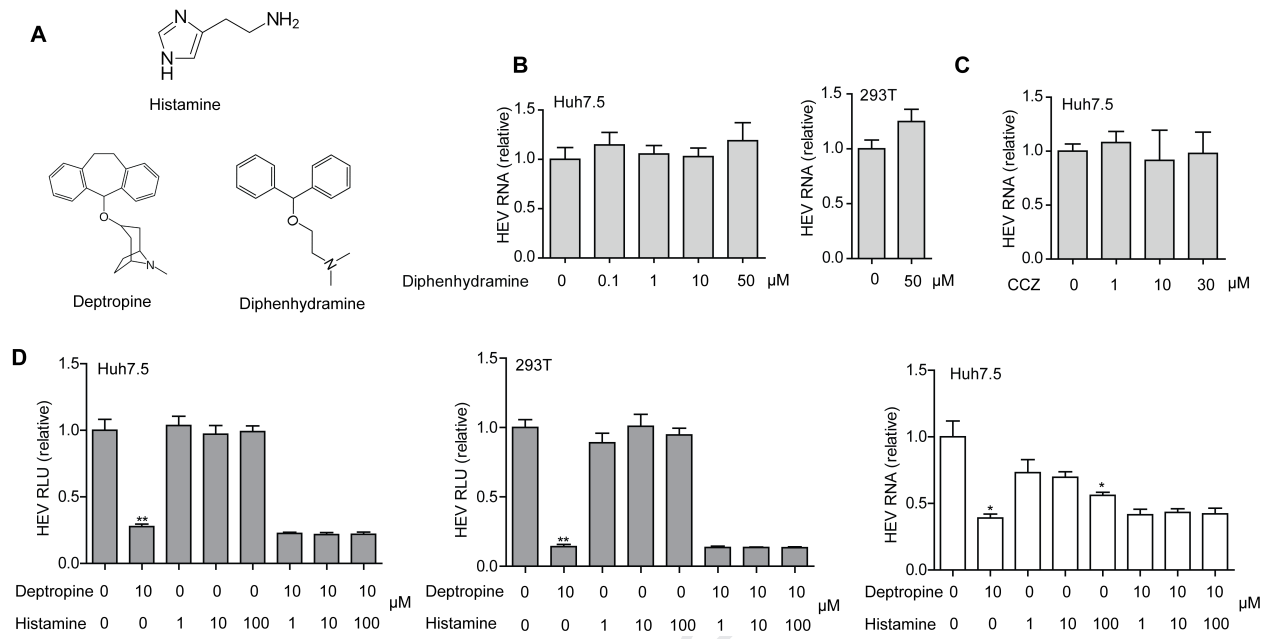 A
N
NH2
N
H
Histamine
O
N
Deptropine
O
N
Diphenhydramine
B
Huh7.5
HEV RNA (relative)
1.5
1.0
0.5
0.0
Diphenhydramine 0 0.1 1 10 50 µM
293T
HEV RNA (relative)
1.5
1.0
0.5
0.0
0 50 µM
C
Huh7.5
HEV RNA (relative)
1.5
1.0
0.5
0.0
CCZ 0 1 10 30 µM
D
Huh7.5
HEV RLU (relative)
1.5
1.0
0.5
0.0
**
Deptropine 0 10 0 0 0 10 10 10
µM
Histamine 0 0 1 10 100 1 10 100
293T
HEV RLU (relative)
1.5
1.0
0.5
0.0
**
Deptropine 0 10 0 0 0 10 10 10
µM
Histamine 0 0 1 10 100 1 10 100
Huh7.5
HEV RNA (relative)
1.5
1.0
0.5
0.0
* *
Deptropine 0 10 0 0 0 10 10 10
µM
Histamine 0 0 1 10 100 1 10 100